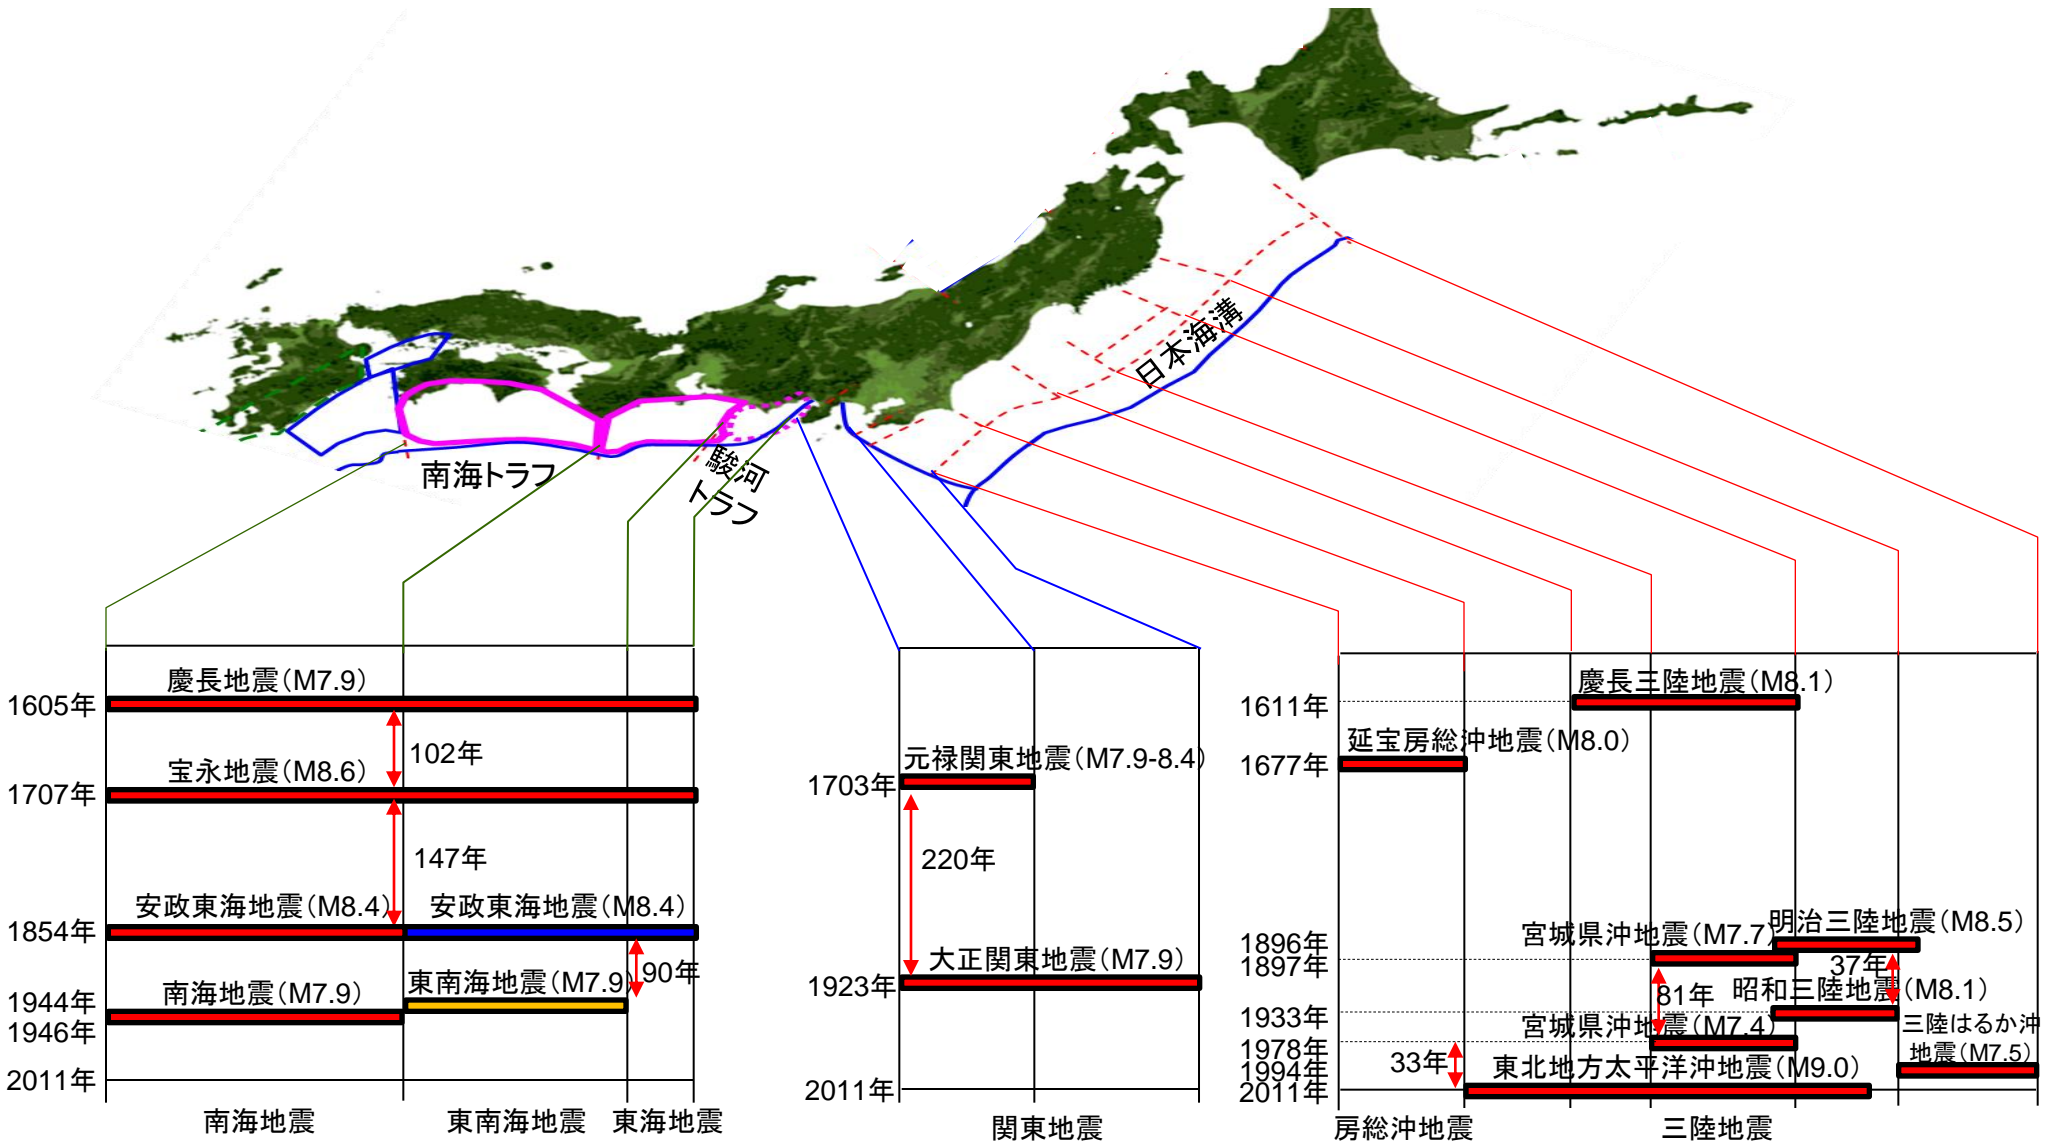 日本海溝
南海トラフ
駿河
トラフ
慶長地震(M7.9)
1605年
102年
宝永地震(M8.6)
1707年
147年
安政東海地震(M8.4)
安政東海地震(M8.4)
1854年
90年
南海地震(M7.9)
東南海地震(M7.9)
1944年
1946年
2011年
南海地震
東南海地震
東海地震
元禄関東地震(M7.9-8.4)
1703年
220年
大正関東地震(M7.9)
1923年
2011年
関東地震
慶長三陸地震(M8.1)
1611年
延宝房総沖地震(M8.0)
1677年
明治三陸地震(M8.5)
宮城県沖地震(M7.7)
1896年
1897年
37年
81年
昭和三陸地震(M8.1)
1933年
宮城県沖地震(M7.4)
三陸はるか沖
地震(M7.5)
1978年
33年
1994年
東北地方太平洋沖地震(M9.0)
2011年
房総沖地震
三陸地震